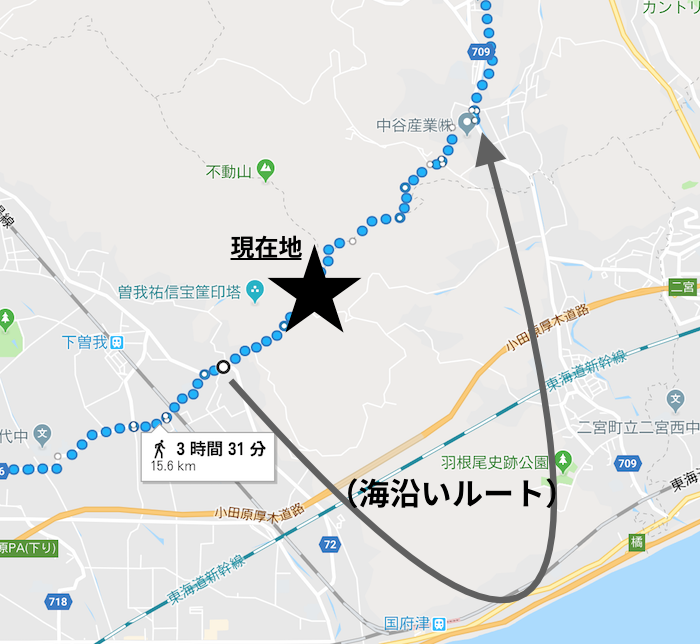 カントリ
709
中谷産業㈱
不動山
現在地
曽我祐信宝筐印塔
二宮
小田原厚木道路
下曽我
東海道新幹線
代中
3 時間 31 分
15.6 km
二宮町立二宮西中
羽根尾史跡公園
709
(海沿いルート)
東海
小田原厚木道路
72
橘
原PA(下り)
東海道新幹線
718
国府津